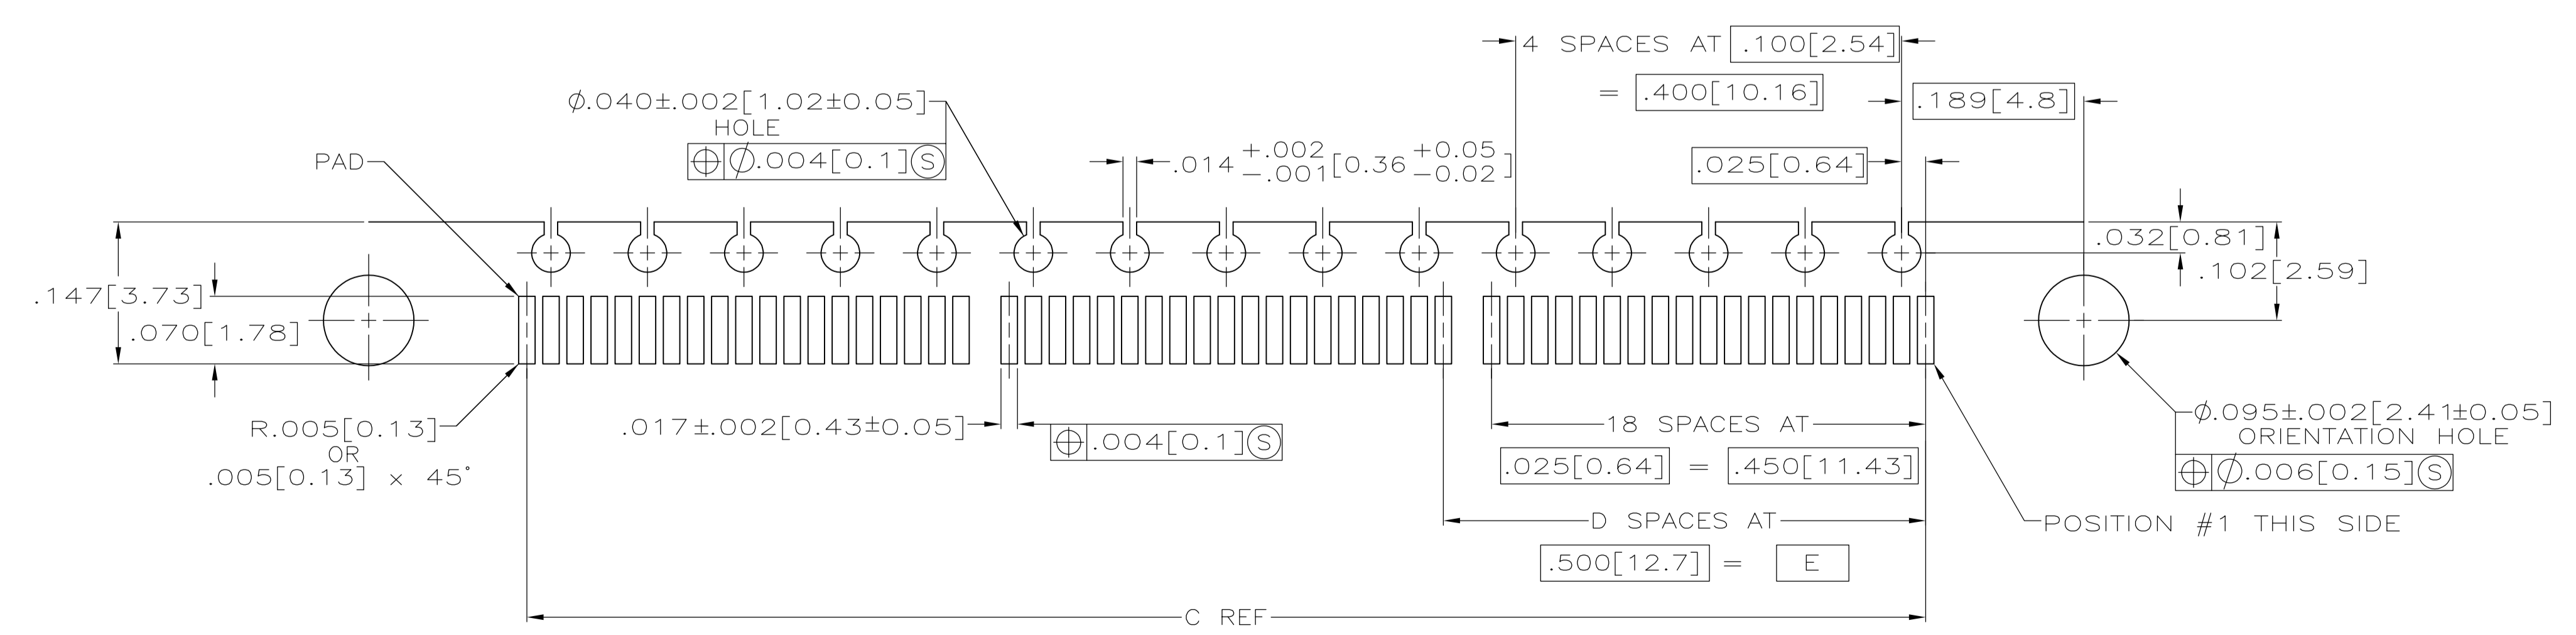 4 SPACES AT .100[2.54]
= .400[10.16]
.189[4.8]
⌀.040±.002[1.02±0.05]
HOLE
⌖ ⌀.004[0.1]Ⓢ
PAD
.014 +.002 -.001 [0.36 +0.05 -0.02]
.025[0.64]
.032[0.81]
.102[2.59]
.147[3.73]
.070[1.78]
R.005[0.13]
OR
.005[0.13] × 45°
.017±.002[0.43±0.05]
⌖ .004[0.1]Ⓢ
18 SPACES AT
.025[0.64] = .450[11.43]
⌀.095±.002[2.41±0.05]
ORIENTATION HOLE
⌖ ⌀.006[0.15]Ⓢ
D SPACES AT
.500[12.7] = E
POSITION #1 THIS SIDE
C REF